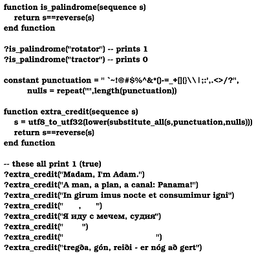 function is_palindrome(sequence s)
return s==reverse(s)
end function
?is_palindrome("rotator") -- prints 1
?is_palindrome("tractor") -- prints 0
constant punctuation = " `~!@#$%^&*()-=_+[]{}\\|;:',.<>/?",
nulls = repeat("",length(punctuation))
function extra_credit(sequence s)
s = utf8_to_utf32(lower(substitute_all(s,punctuation,nulls)))
return s==reverse(s)
end function
-- these all print 1 (true)
?extra_credit("Madam, I'm Adam.")
?extra_credit("A man, a plan, a canal: Panama!")
?extra_credit("In girum imus nocte et consumimur igni")
?extra_credit(" , ")
?extra_credit("Я иду с мечем, судия")
?extra_credit(" ")
?extra_credit(" ")
?extra_credit("tregða, gón, reiði - er nóg að gert")